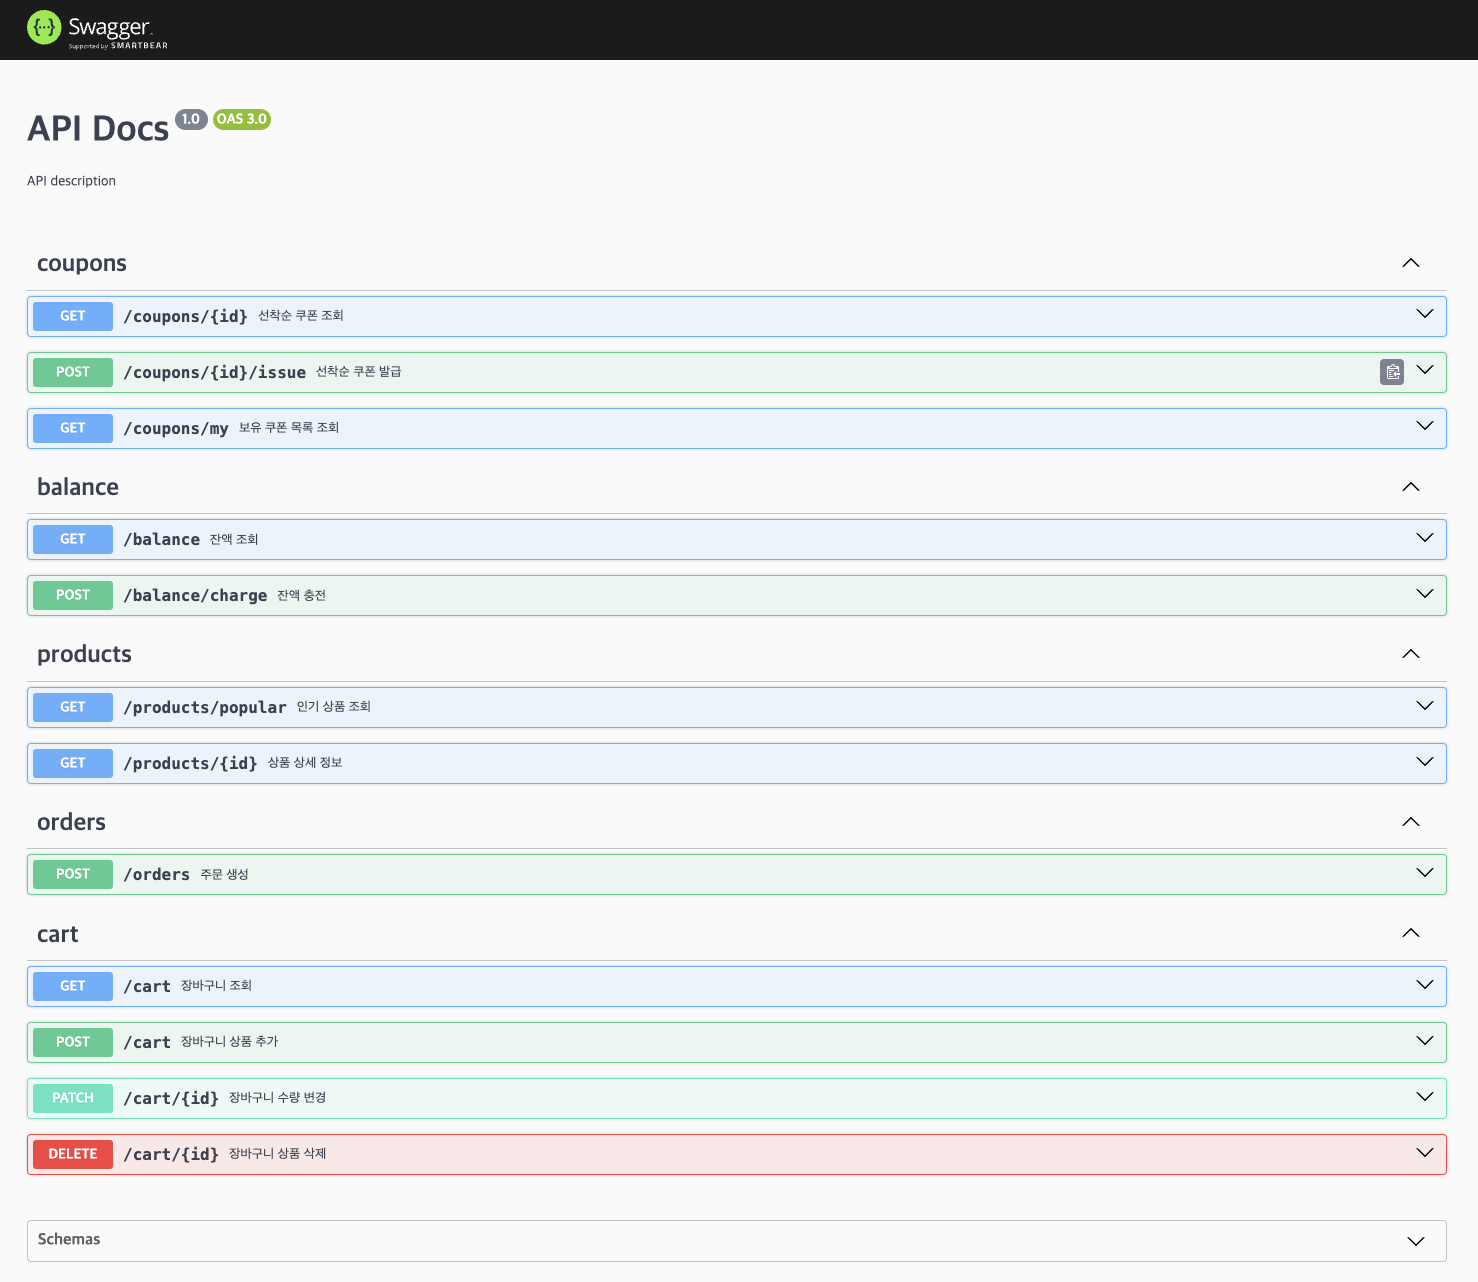 Swagger
Supported by SMARTBEAR
API Docs 1.0 OAS 3.0
API description
coupons
GET /coupons/{id} 선착순 쿠폰 조회
POST /coupons/{id}/issue 선착순 쿠폰 발급
GET /coupons/my 보유 쿠폰 목록 조회
balance
GET /balance 잔액 조회
POST /balance/charge 잔액 충전
products
GET /products/popular 인기 상품 조회
GET /products/{id} 상품 상세 정보
orders
POST /orders 주문 생성
cart
GET /cart 장바구니 조회
POST /cart 장바구니 상품 추가
PATCH /cart/{id} 장바구니 수량 변경
DELETE /cart/{id} 장바구니 상품 삭제
Schemas